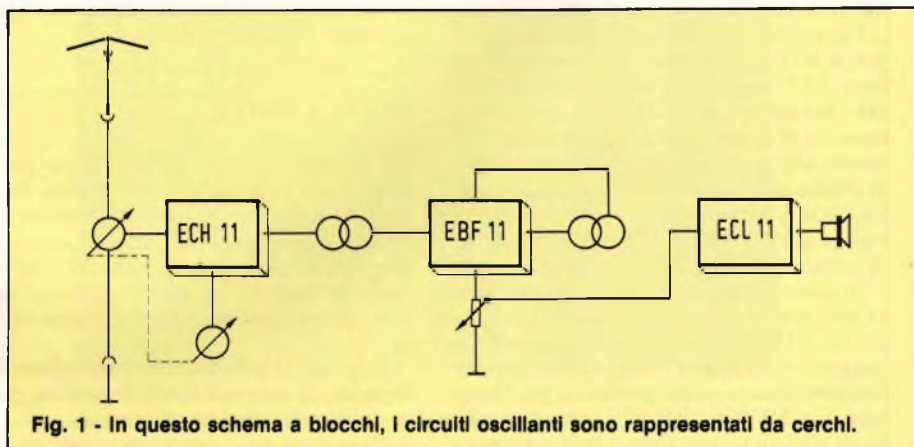 ECH 11
EBF 11
ECL 11
Fig. 1 - In questo schema a blocchi, i circuiti oscillanti sono rappresentati da cerchi.